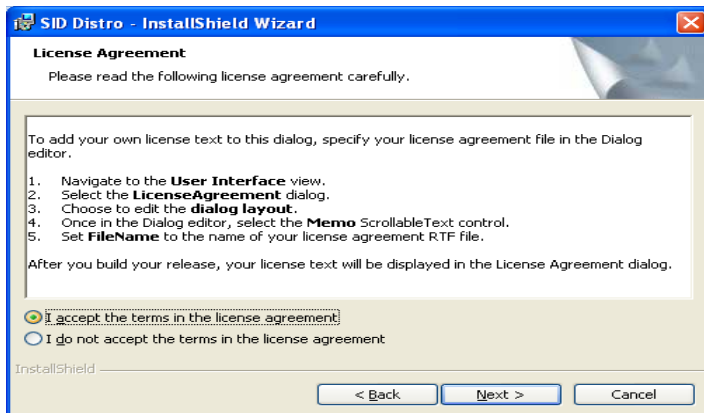 SID Distro - InstallShield Wizard
License Agreement
Please read the following license agreement carefully.
To add your own license text to this dialog, specify your license agreement file in the Dialog
editor.
1. Navigate to the User Interface view.
2. Select the LicenseAgreement dialog.
3. Choose to edit the dialog layout.
4. Once in the Dialog editor, select the Memo ScrollableText control.
5. Set FileName to the name of your license agreement RTF file.
After you build your release, your license text will be displayed in the License Agreement dialog.
I accept the terms in the license agreement
I do not accept the terms in the license agreement
InstallShield
< Back Next > Cancel